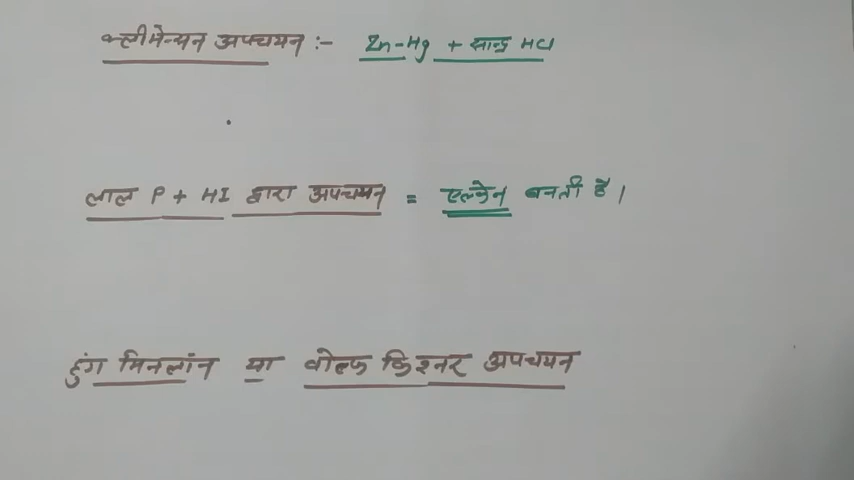 क्लीमेन्सन अपचयन :- Zn-Hg + सान्द्र HCl
लाल P + HI द्वारा अपचयन = एल्केन बनती है।
हुंग मिनलांन या वोल्फ किश्नर अपचयन